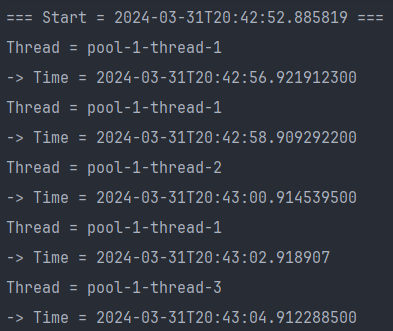 === Start = 2024-03-31T20:42:52.885819 ===
Thread = pool-1-thread-1
-> Time = 2024-03-31T20:42:56.921912300
Thread = pool-1-thread-1
-> Time = 2024-03-31T20:42:58.909292200
Thread = pool-1-thread-2
-> Time = 2024-03-31T20:43:00.914539500
Thread = pool-1-thread-1
-> Time = 2024-03-31T20:43:02.918907
Thread = pool-1-thread-3
-> Time = 2024-03-31T20:43:04.912288500